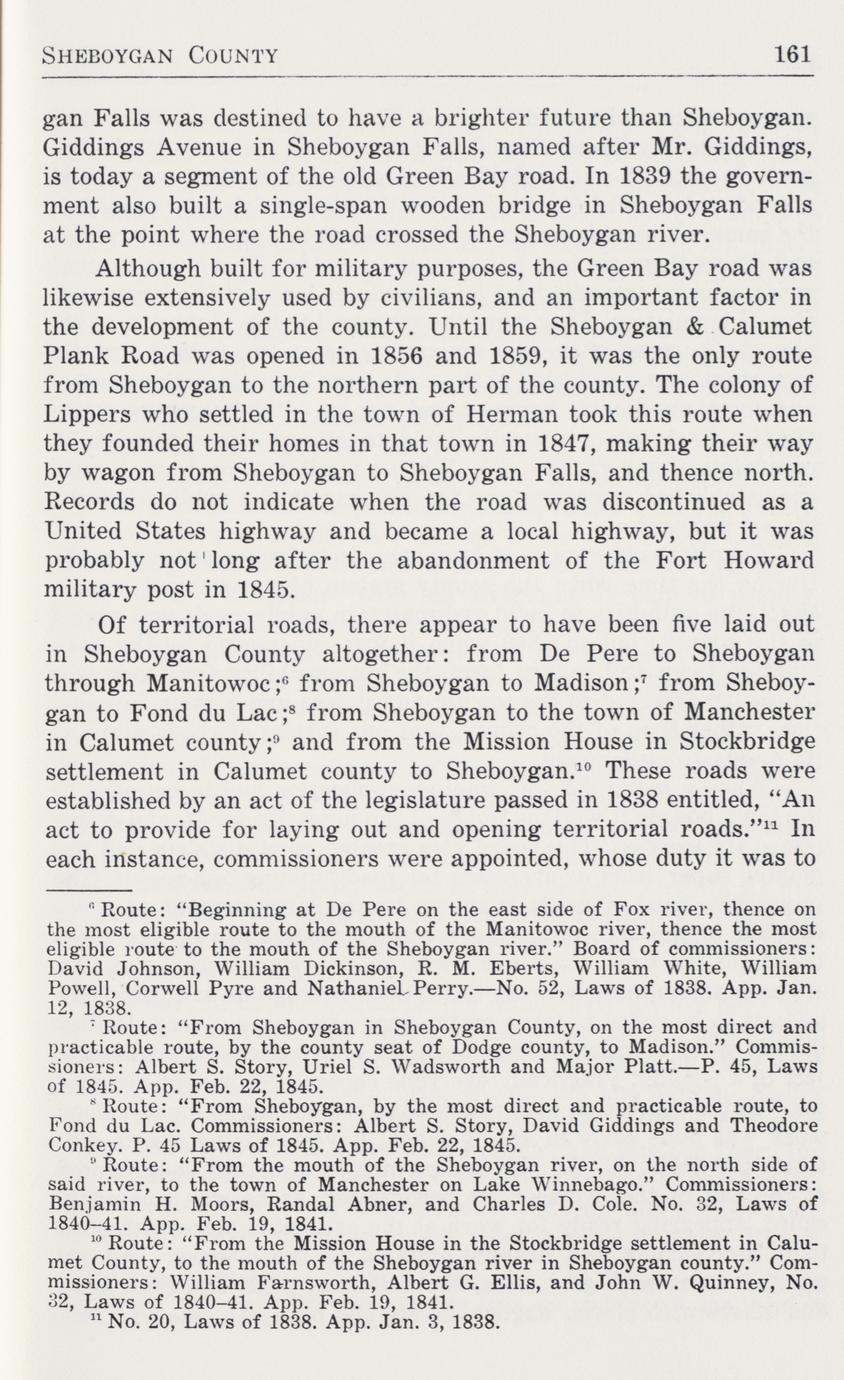 SHEBOYGAN COUNTY 161
gan Falls was destined to have a brighter future than Sheboygan.
Giddings Avenue in Sheboygan Falls, named after Mr. Giddings,
is today a segment of the old Green Bay road. In 1839 the govern-
ment also built a single-span wooden bridge in Sheboygan Falls
at the point where the road crossed the Sheboygan river.
Although built for military purposes, the Green Bay road was
likewise extensively used by civilians, and an important factor in
the development of the county. Until the Sheboygan & Calumet
Plank Road was opened in 1856 and 1859, it was the only route
from Sheboygan to the northern part of the county. The colony of
Lippers who settled in the town of Herman took this route when
they founded their homes in that town in 1847, making their way
by wagon from Sheboygan to Sheboygan Falls, and thence north.
Records do not indicate when the road was discontinued as a
United States highway and became a local highway, but it was
probably not long after the abandonment of the Fort Howard
military post in 1845.
Of territorial roads, there appear to have been five laid out
in Sheboygan County altogether: from De Pere to Sheboygan
through Manitowoc;⁶ from Sheboygan to Madison;⁷ from Sheboy-
gan to Fond du Lac;⁸ from Sheboygan to the town of Manchester
in Calumet county;⁹ and from the Mission House in Stockbridge
settlement in Calumet county to Sheboygan.¹⁰ These roads were
established by an act of the legislature passed in 1838 entitled, “An
act to provide for laying out and opening territorial roads.”¹¹ In
each instance, commissioners were appointed, whose duty it was to
⁶ Route: “Beginning at De Pere on the east side of Fox river, thence on
the most eligible route to the mouth of the Manitowoc river, thence the most
eligible route to the mouth of the Sheboygan river.” Board of commissioners:
David Johnson, William Dickinson, R. M. Eberts, William White, William
Powell, Corwell Pyre and Nathaniel Perry.—No. 52, Laws of 1838. App. Jan.
12, 1838.
⁷ Route: “From Sheboygan in Sheboygan County, on the most direct and
practicable route, by the county seat of Dodge county, to Madison.” Commis-
sioners: Albert S. Story, Uriel S. Wadsworth and Major Platt.—P. 45, Laws
of 1845. App. Feb. 22, 1845.
⁸ Route: “From Sheboygan, by the most direct and practicable route, to
Fond du Lac. Commissioners: Albert S. Story, David Giddings and Theodore
Conkey. P. 45 Laws of 1845. App. Feb. 22, 1845.
⁹ Route: “From the mouth of the Sheboygan river, on the north side of
said river, to the town of Manchester on Lake Winnebago.” Commissioners:
Benjamin H. Moors, Randal Abner, and Charles D. Cole. No. 32, Laws of
1840–41. App. Feb. 19, 1841.
¹⁰ Route: “From the Mission House in the Stockbridge settlement in Calu-
met County, to the mouth of the Sheboygan river in Sheboygan county.” Com-
missioners: William Farnsworth, Albert G. Ellis, and John W. Quinney, No.
32, Laws of 1840–41. App. Feb. 19, 1841.
¹¹ No. 20, Laws of 1838. App. Jan. 3, 1838.